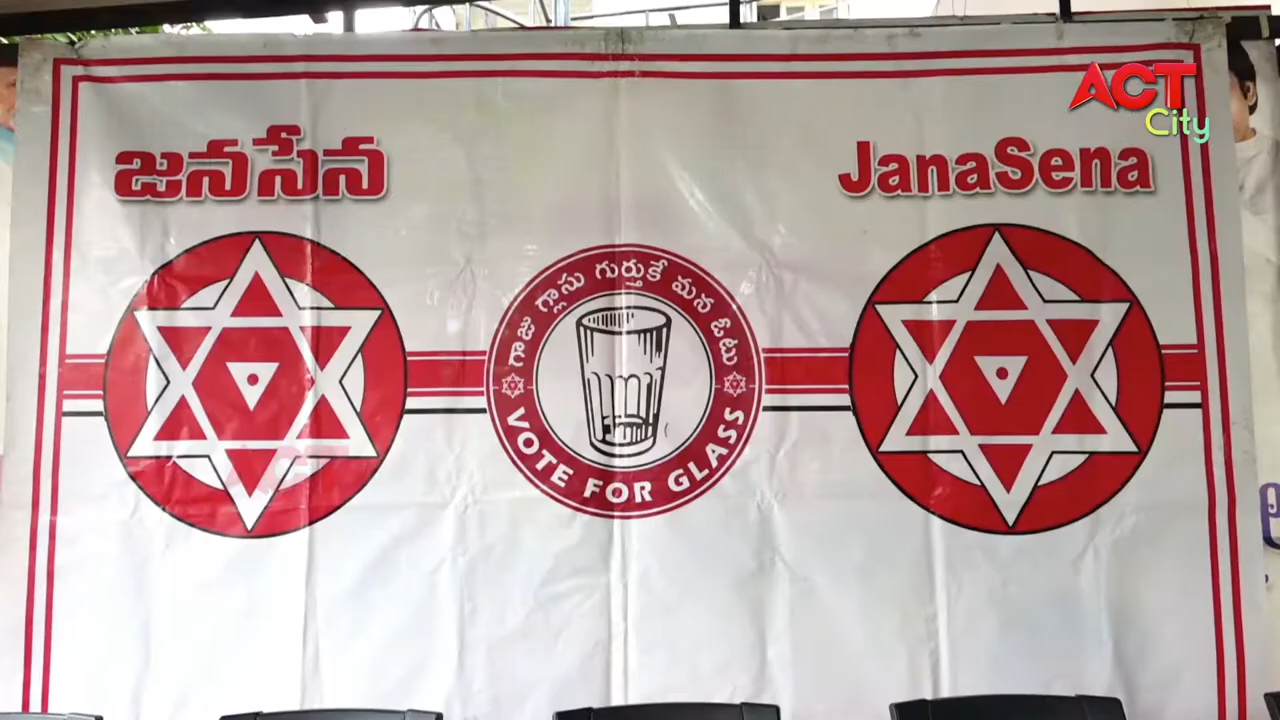 ACT
City
జనసేన
JanaSena
గాజు గ్లాసు గుర్తుకే మన ఓటు
VOTE FOR GLASS